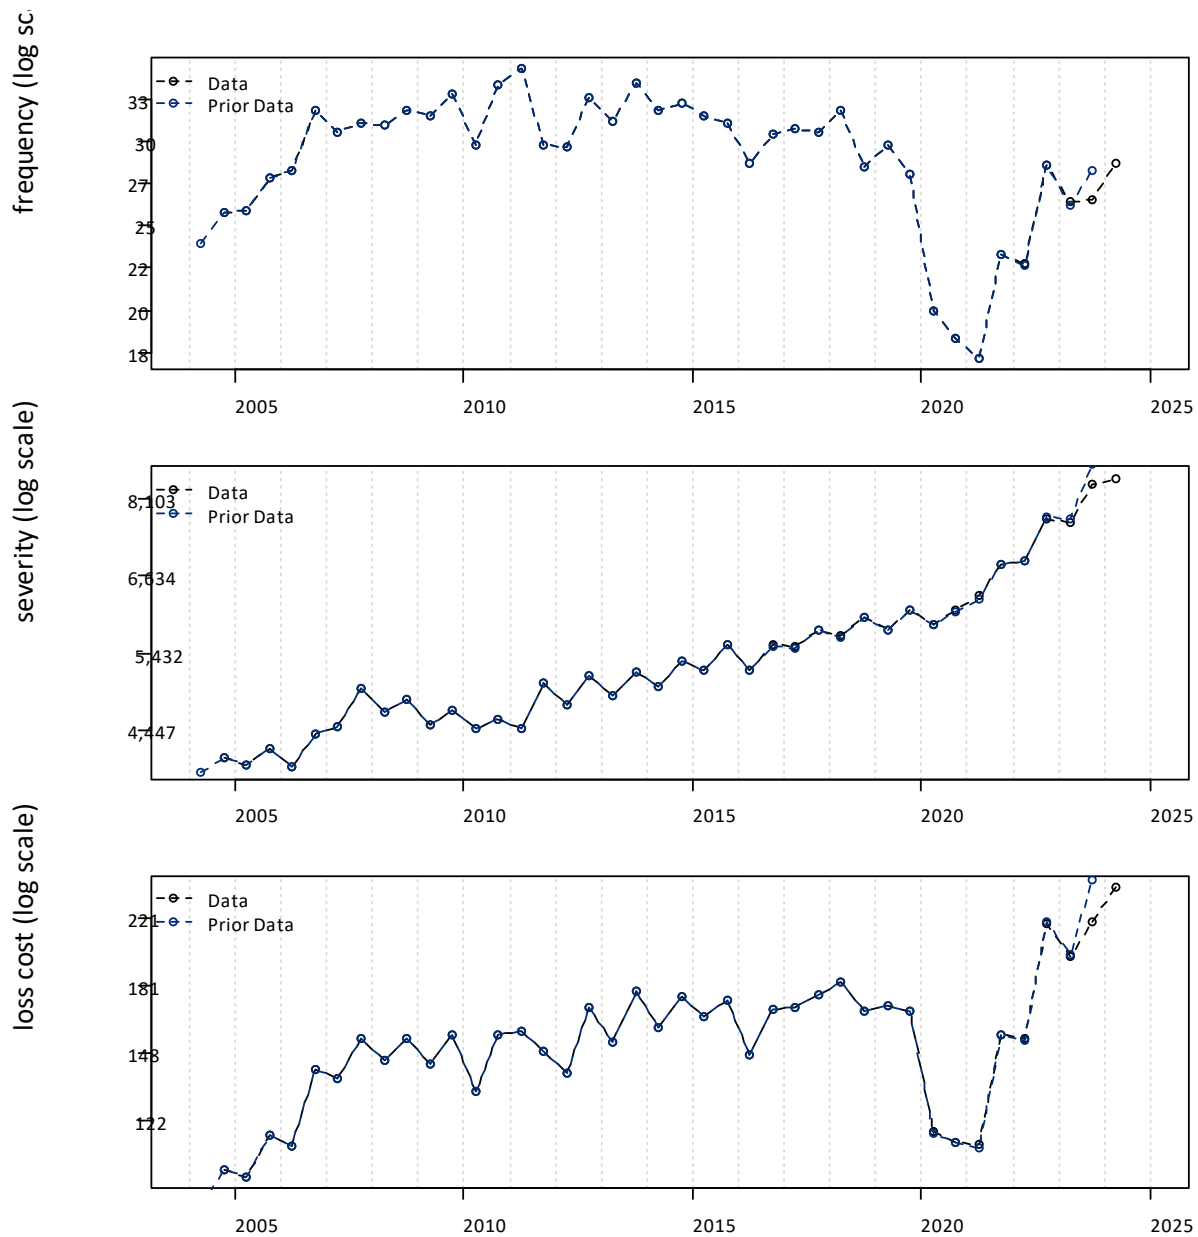 frequency (log sc
Data
Prior Data
33
30
27
25
22
20
18
2005 2010 2015 2020 2025
severity (log scale)
Data
Prior Data
8,103
6,634
5,432
4,447
2005 2010 2015 2020 2025
loss cost (log scale)
Data
Prior Data
221
181
148
122
2005 2010 2015 2020 2025